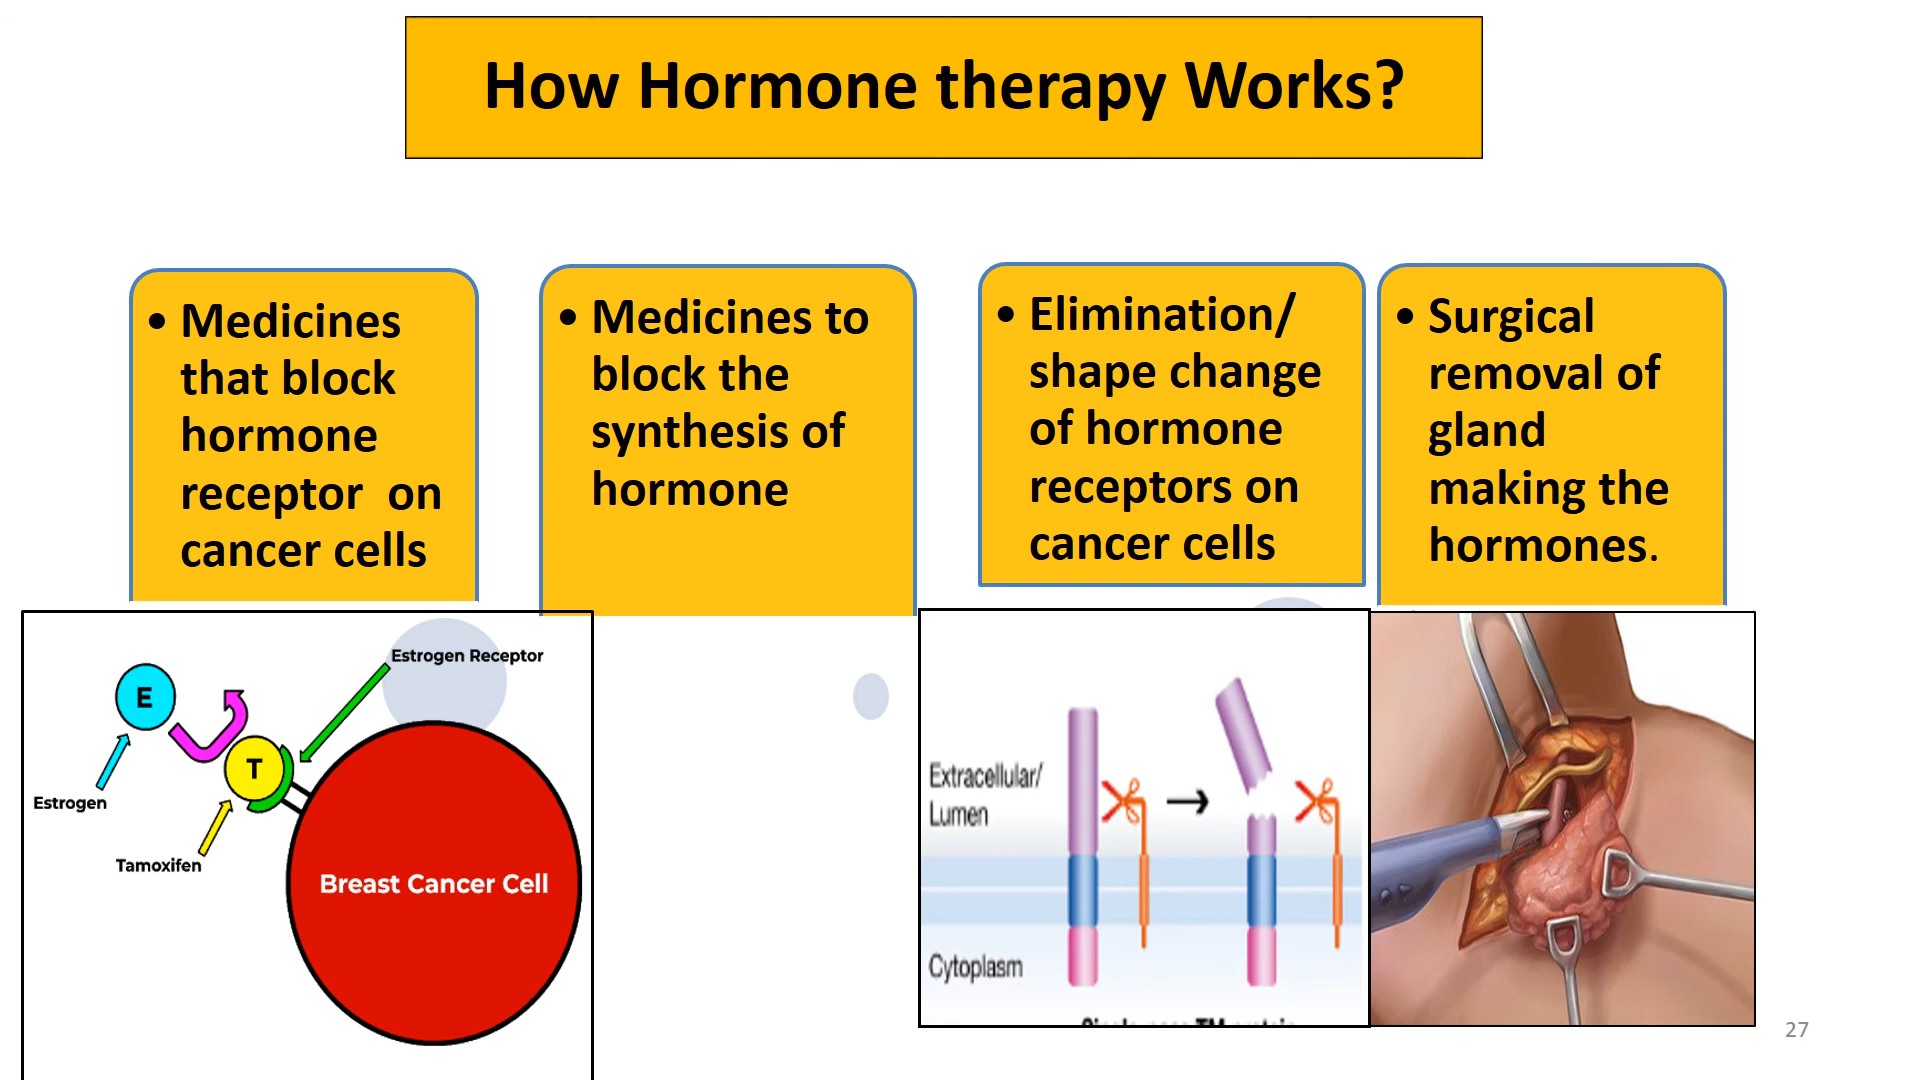 How Hormone therapy Works?
• Medicines
that block
hormone
receptor on
cancer cells
• Medicines to
block the
synthesis of
hormone
• Elimination/
shape change
of hormone
receptors on
cancer cells
• Surgical
removal of
gland
making the
hormones.
Estrogen Receptor
E
T
Estrogen
Tamoxifen
Breast Cancer Cell
Extracellular/
Lumen
Cytoplasm
27